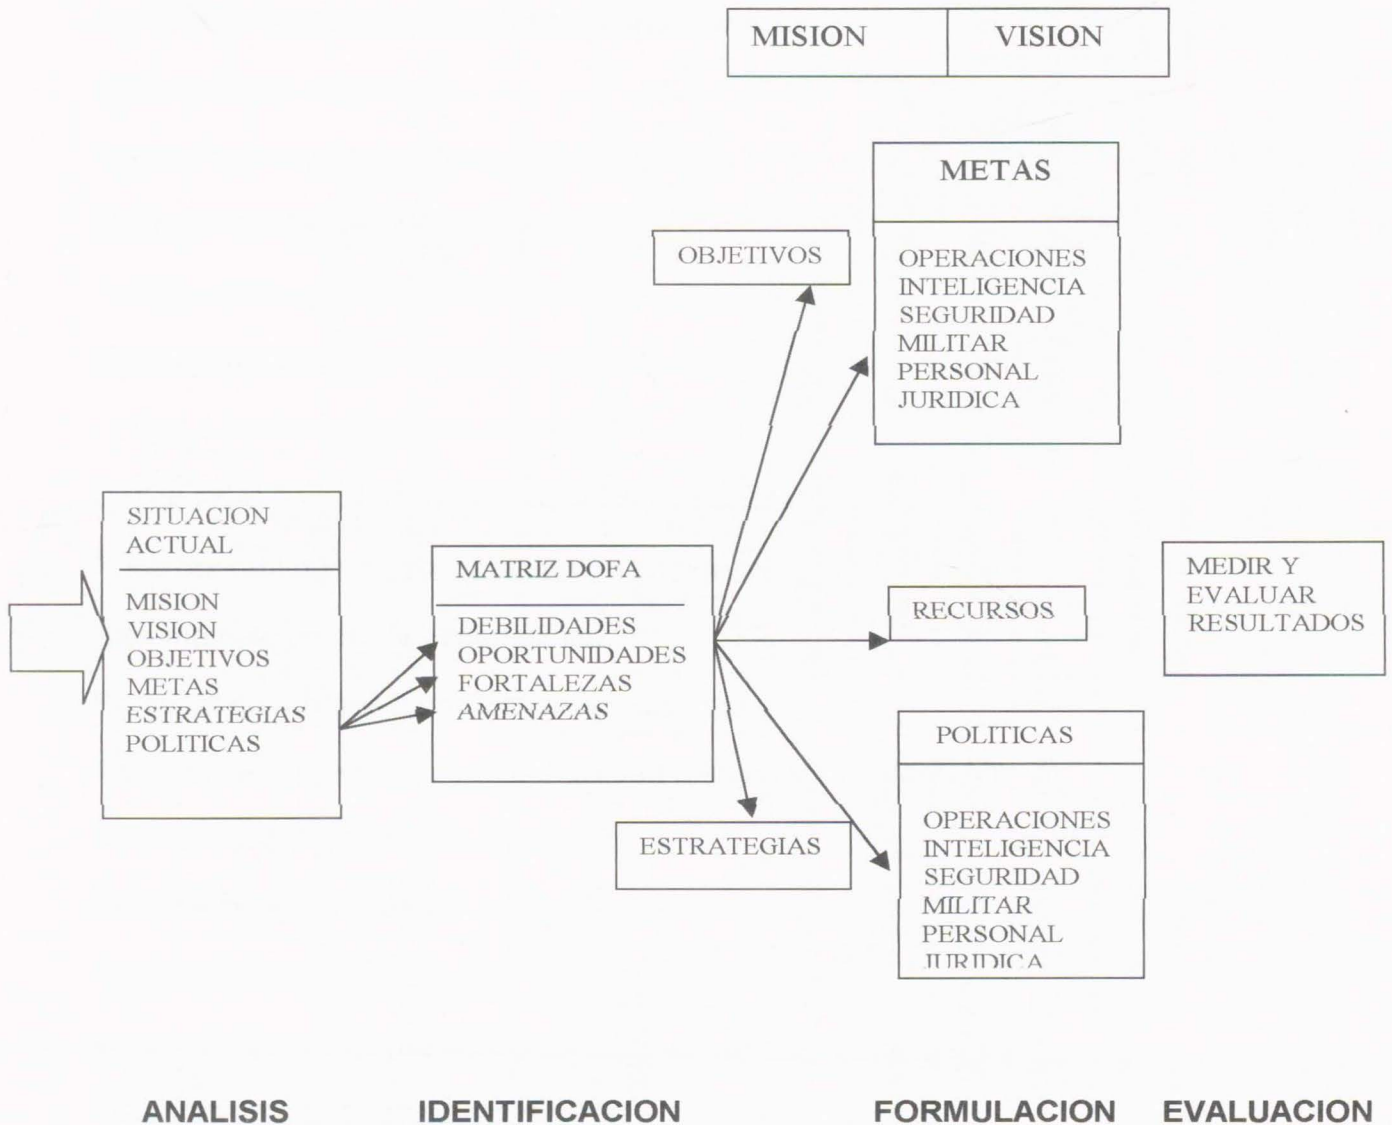 MISION VISION
METAS
OPERACIONES
INTELIGENCIA
SEGURIDAD
MILITAR
PERSONAL
JURIDICA
OBJETIVOS
SITUACION
ACTUAL
MISION
VISION
OBJETIVOS
METAS
ESTRATEGIAS
POLITICAS
MATRIZ DOFA
DEBILIDADES
OPORTUNIDADES
FORTALEZAS
AMENAZAS
RECURSOS
MEDIR Y
EVALUAR
RESULTADOS
ESTRATEGIAS
POLITICAS
OPERACIONES
INTELIGENCIA
SEGURIDAD
MILITAR
PERSONAL
JURIDICA
ANALISIS IDENTIFICACION FORMULACION EVALUACION